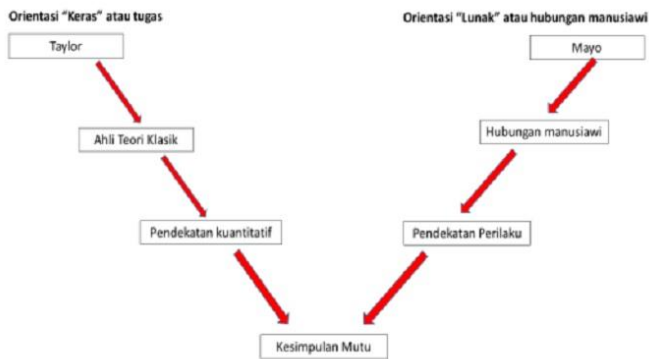 Orientasi “Keras” atau tugas
Orientasi “Lunak” atau hubungan manusiawi
Taylor
Mayo
Ahli Teori Klasik
Hubungan manusiawi
Pendekatan kuantitatif
Pendekatan Perilaku
Kesimpulan Mutu